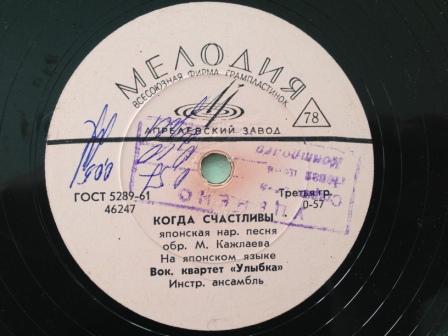 МЕЛОДИЯ
ВСЕСОЮЗНАЯ ФИРМА ГРАМПЛАСТИНОК
78
АПРЕЛЕВСКИЙ ЗАВОД
УЦЕНЕНО
ГОСТ 5289-61
46247
Третья гр.
0-57
КОГДА СЧАСТЛИВЫ
японская нар. песня
обр. М. Кажлаева
На японском языке
Вок. квартет «Улыбка»
Инстр. ансамбль